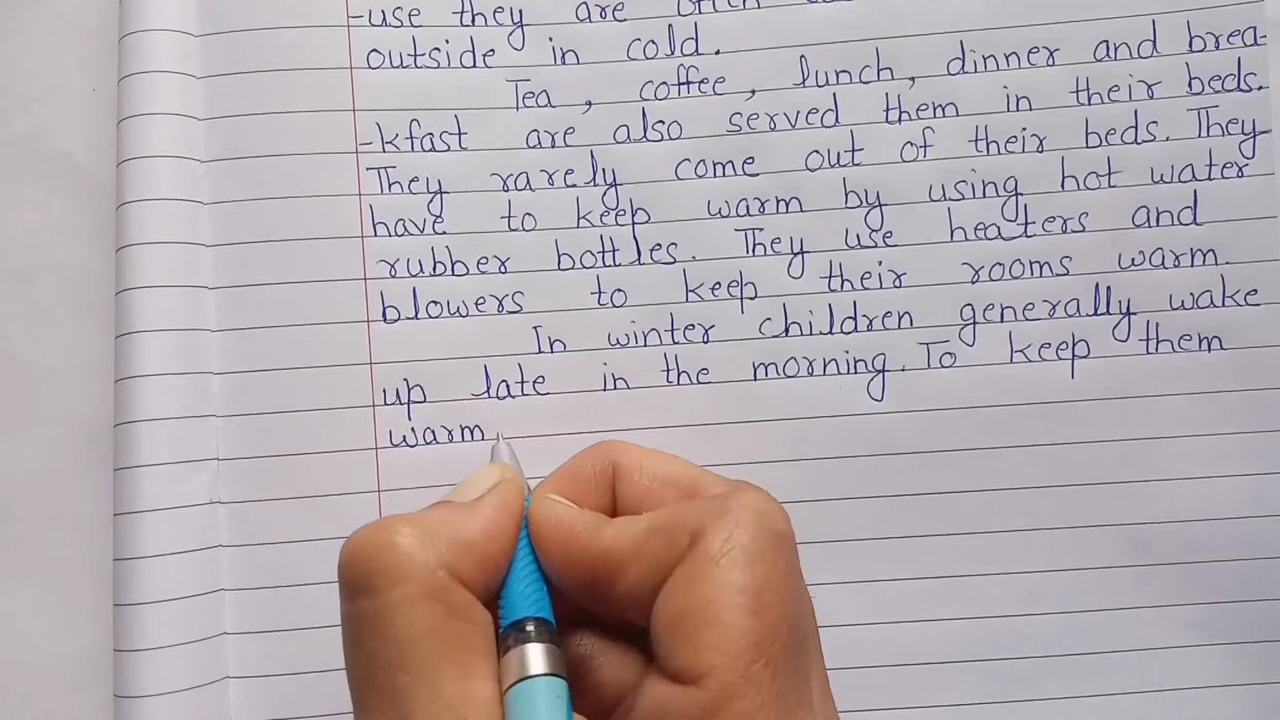 -use they are
outside in cold.
Tea, coffee, lunch, dinner and brea-
-kfast are also served them in their beds.
They rarely come out of their beds. They
have to keep warm by using hot water
rubber bottles. They use heaters and
blowers to keep their rooms warm.
In winter children generally wake
up late in the morning. To keep them
warm